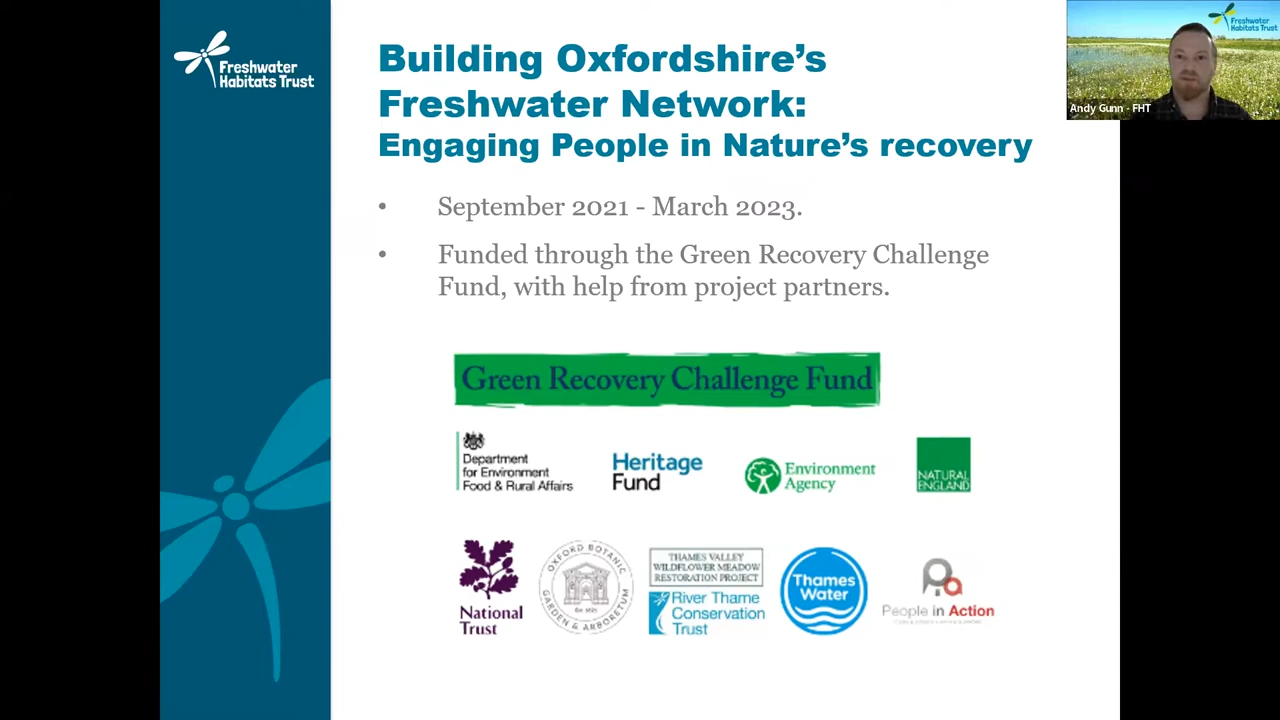 Freshwater
Habitats Trust
Building Oxfordshire's
Freshwater Network:
Engaging People in Nature's recovery
• September 2021 - March 2023.
• Funded through the Green Recovery Challenge
Fund, with help from project partners.
Green Recovery Challenge Fund
Department
for Environment
Food & Rural Affairs
Heritage
Fund
Environment
Agency
NATURAL
ENGLAND
National
Trust
OXFORD BOTANIC
GARDEN & ARBORETUM
THAMES VALLEY
WILDFLOWER MEADOW
RESTORATION PROJECT
River Thame
Conservation
Trust
Thames
Water
People in Action
Freshwater
Habitats Trust
Andy Gunn - FHT